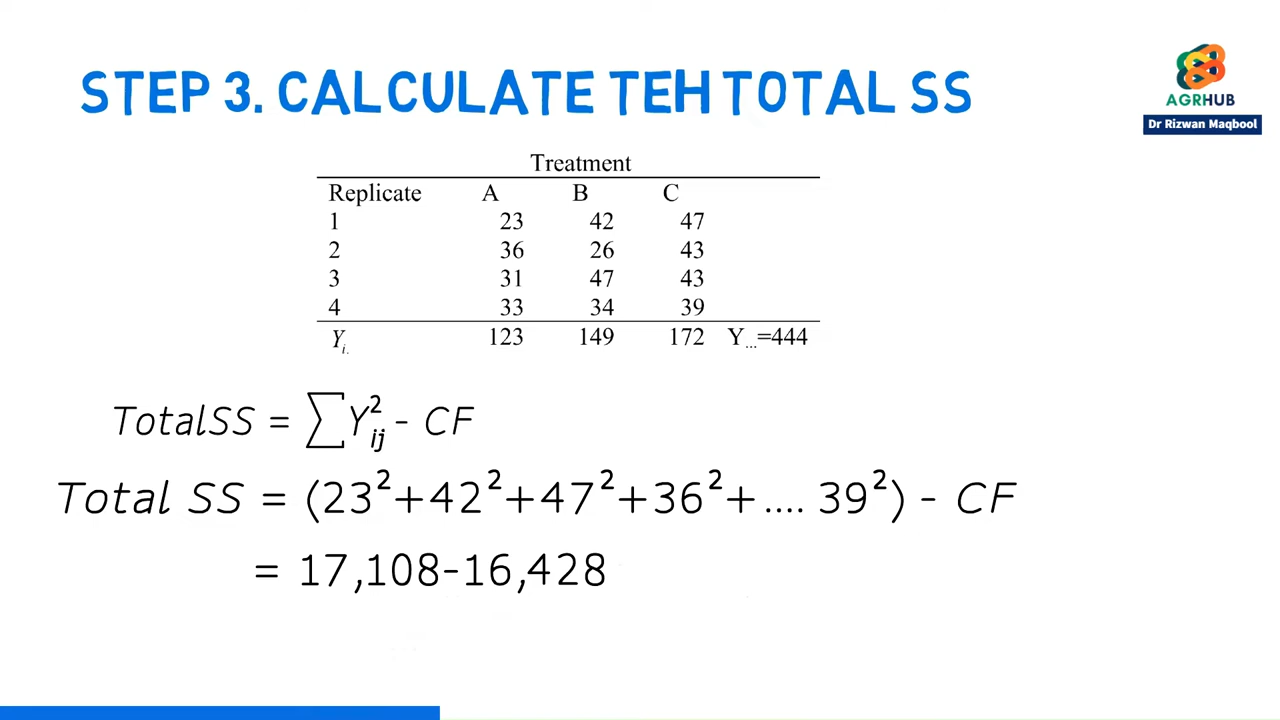 STEP 3. CALCULATE TEH TOTAL SS
AGRHUB
Dr Rizwan Maqbool
Treatment
Replicate A B C
1 23 42 47
2 36 26 43
3 31 47 43
4 33 34 39
Yi. 123 149 172 Y...=444
TotalSS = ∑Y²ij - CF
Total SS = (23²+42²+47²+36²+.... 39²) - CF
= 17,108-16,428